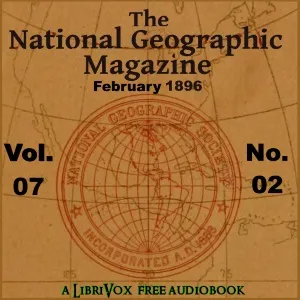 The
National Geographic
Magazine
February 1896
Vol.
07
No.
02
NATIONAL GEOGRAPHIC SOCIETY
INCORPORATED A.D. 1888
A LIBRIVOX FREE AUDIOBOOK